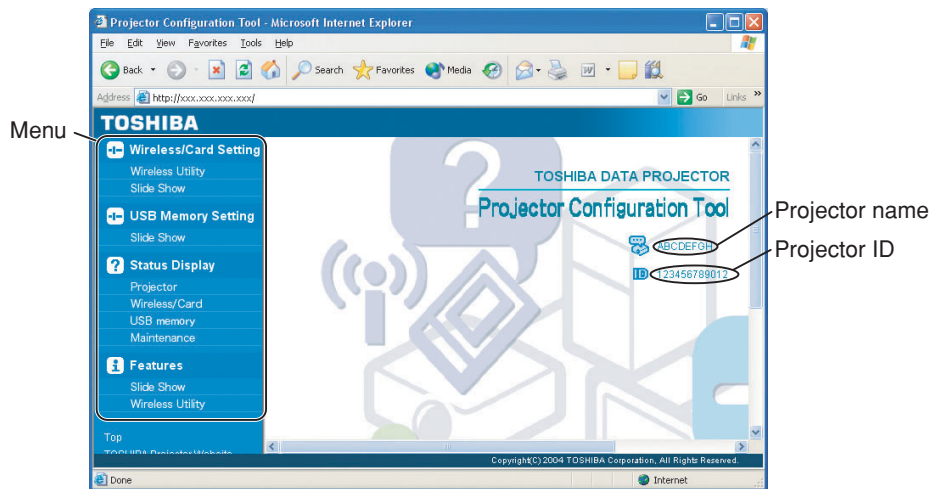 Projector Configuration Tool - Microsoft Internet Explorer
File Edit View Favorites Tools Help
Back Search Favorites Media
Address http://xxx.xxx.xxx.xxx/ Go Links »
TOSHIBA
Menu
Wireless/Card Setting
Wireless Utility
Slide Show
USB Memory Setting
Slide Show
? Status Display
Projector
Wireless/Card
USB memory
Maintenance
i Features
Slide Show
Wireless Utility
Top
TOSHIBA Projector Website
?
TOSHIBA DATA PROJECTOR
Projector Configuration Tool
ABCDEFGH
Projector name
ID 123456789012
Projector ID
Copyright(C)2004 TOSHIBA Corporation, All Rights Reserved.
Done Internet